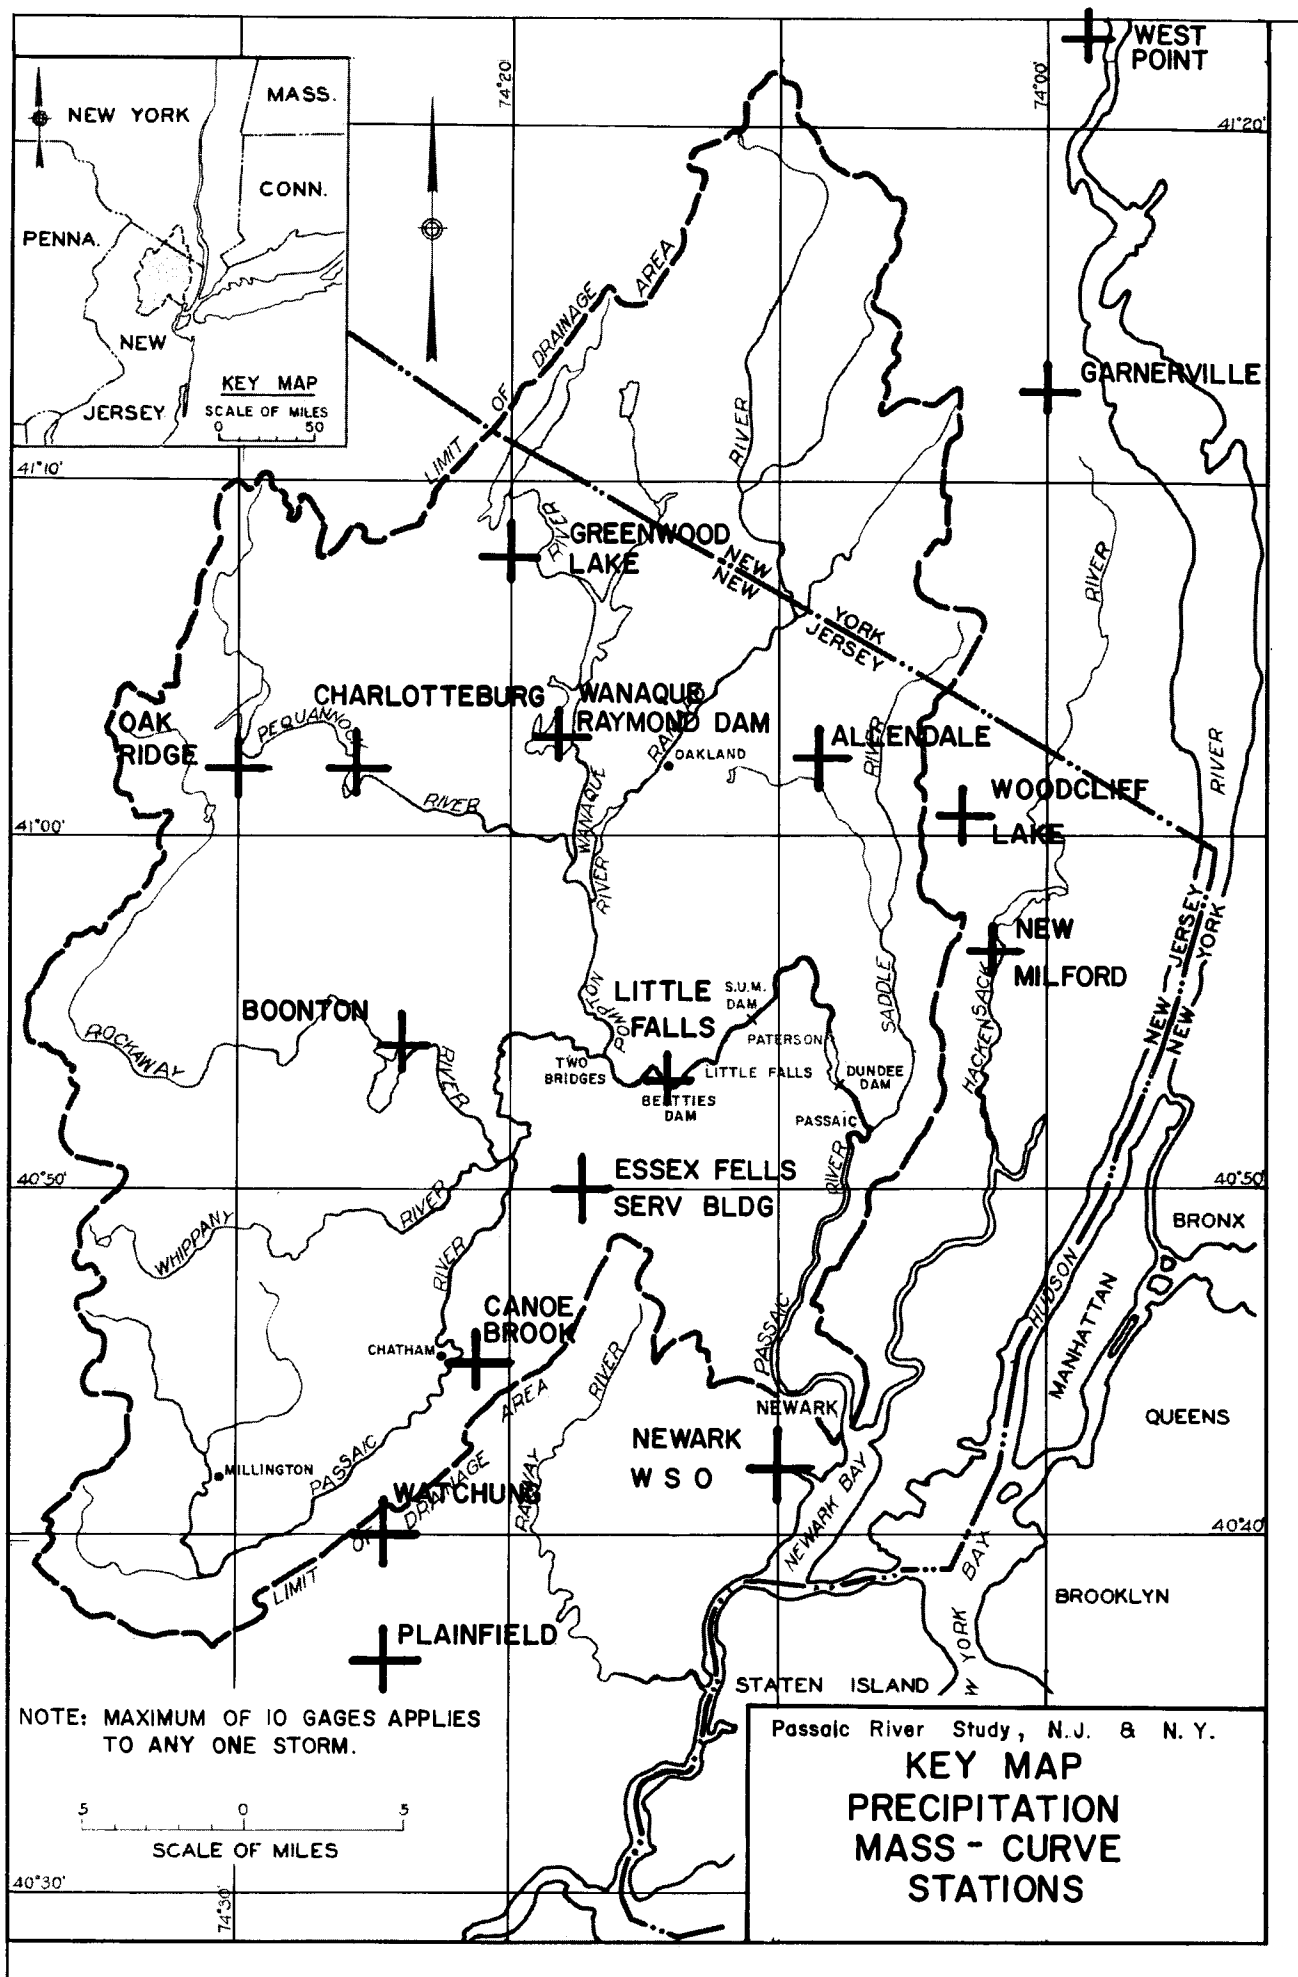 NEW YORK
MASS.
CONN.
PENNA.
NEW
JERSEY
KEY MAP
SCALE OF MILES
0 50
74°20'
74°00'
WEST
POINT
41°20'
LIMIT OF DRAINAGE AREA
RIVER
GARNERVILLE
41°10'
RIVER
GREENWOOD
LAKE
NEW YORK
NEW JERSEY
RIVER
CHARLOTTEBURG
WANAQUE
RAYMOND DAM
OAK
RIDGE
PEQUANNOCK
RIVER
OAKLAND
ALLENDALE
RIVER
RIVER
WOODCLIFF
LAKE
41°00'
WANAQUE
RIVER
POMPTON
NEW JERSEY
NEW YORK
NEW
MILFORD
HACKENSACK
SADDLE
LITTLE
FALLS
S.U.M.
DAM
PATERSON
BOONTON
ROCKAWAY
RIVER
TWO
BRIDGES
LITTLE FALLS
DUNDEE
DAM
BEATTIES
DAM
PASSAIC
ESSEX FELLS
SERV BLDG
RIVER
40°50'
40°50'
WHIPPANY
RIVER
RIVER
BRONX
HUDSON
MANHATTAN
CANOE
BROOK
CHATHAM
PASSAIC
RIVER
AREA
NEWARK
QUEENS
NEWARK
W S O
MILLINGTON
PASSAIC
WATCHUNG
LIMIT OF DRAINAGE
RAHWAY
NEWARK BAY
40°40'
BAY
BROOKLYN
PLAINFIELD
W YORK
STATEN ISLAND
NOTE: MAXIMUM OF 10 GAGES APPLIES
TO ANY ONE STORM.
5 0 5
SCALE OF MILES
40°30'
74°30'
Passaic River Study, N.J. & N.Y.
KEY MAP
PRECIPITATION
MASS - CURVE
STATIONS